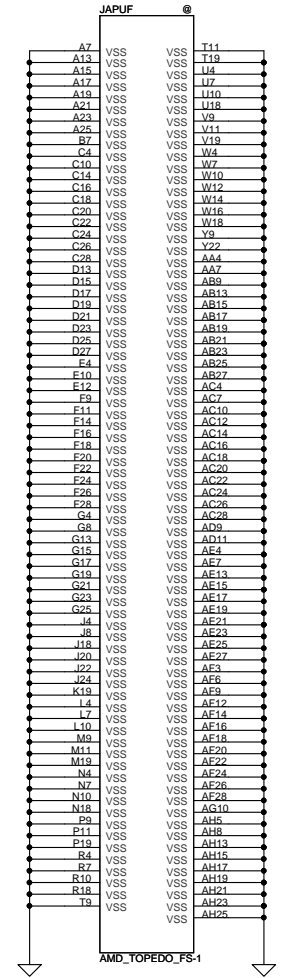 JAPUF @
A7 VSS VSS T11
A13 VSS VSS T19
A15 VSS VSS U4
A17 VSS VSS U7
A19 VSS VSS U10
A21 VSS VSS U18
A23 VSS VSS V9
A25 VSS VSS V11
B7 VSS VSS V19
C4 VSS VSS W4
C10 VSS VSS W7
C14 VSS VSS W10
C16 VSS VSS W12
C18 VSS VSS W14
C20 VSS VSS W16
C22 VSS VSS W18
C24 VSS VSS Y9
C26 VSS VSS Y22
C28 VSS VSS AA4
D13 VSS VSS AA7
D15 VSS VSS AB9
D17 VSS VSS AB13
D19 VSS VSS AB15
D21 VSS VSS AB17
D23 VSS VSS AB19
D25 VSS VSS AB21
D27 VSS VSS AB23
E4 VSS VSS AB25
E10 VSS VSS AB27
E12 VSS VSS AC4
F9 VSS VSS AC7
F11 VSS VSS AC10
F14 VSS VSS AC12
F16 VSS VSS AC14
F18 VSS VSS AC16
F20 VSS VSS AC18
F22 VSS VSS AC20
F24 VSS VSS AC22
F26 VSS VSS AC24
F28 VSS VSS AC26
G4 VSS VSS AC28
G8 VSS VSS AD9
G13 VSS VSS AD11
G15 VSS VSS AE4
G17 VSS VSS AE7
G19 VSS VSS AE13
G21 VSS VSS AE15
G23 VSS VSS AE17
G25 VSS VSS AE19
J4 VSS VSS AE21
J8 VSS VSS AE23
J18 VSS VSS AE25
J20 VSS VSS AE27
J22 VSS VSS AF3
J24 VSS VSS AF6
K19 VSS VSS AF9
L4 VSS VSS AF12
L7 VSS VSS AF14
L10 VSS VSS AF16
M9 VSS VSS AF18
M11 VSS VSS AF20
M19 VSS VSS AF22
N4 VSS VSS AF24
N7 VSS VSS AF26
N10 VSS VSS AF28
N18 VSS VSS AG10
P9 VSS VSS AH5
P11 VSS VSS AH8
P19 VSS VSS AH13
R4 VSS VSS AH15
R7 VSS VSS AH17
R10 VSS VSS AH19
R18 VSS VSS AH21
T9 VSS VSS AH23
VSS AH25
AMD_TOPEDO_FS-1